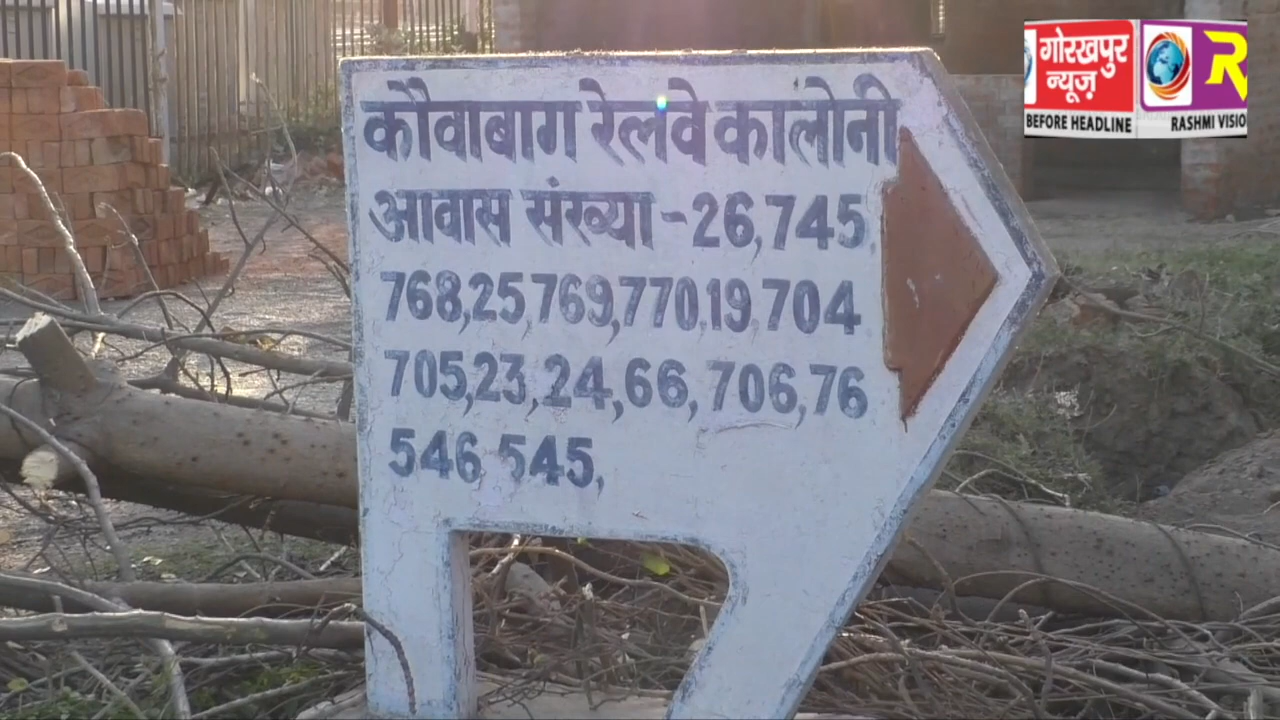 कौवाबाग रेलवे कालोनी
आवास संख्या-26,745
768,25,769,770,19,704
705,23,24,66,706,76
546,545,
गोरखपुर
न्यूज़
BEFORE HEADLINE
R
RASHMI VISIO